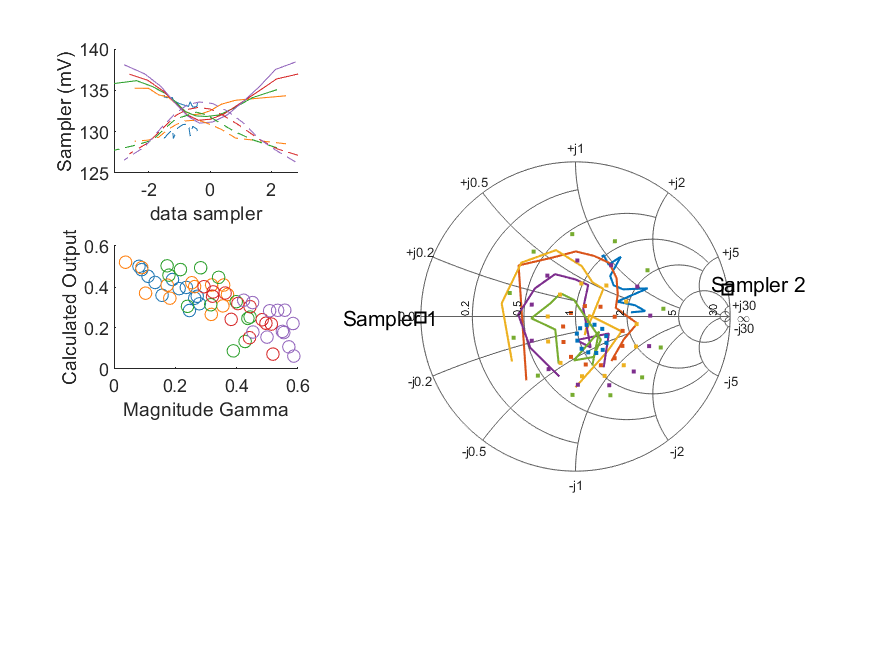 140
135
130
125
Sampler (mV)
-2
0
2
data sampler
0.6
0.4
0.2
0
Calculated Output
0
0.2
0.4
0.6
Magnitude Gamma
+j1
+j0.5
+j2
+j0.2
+j5
Sampler 2
+j30
∞
-j30
Sampler 1
0.2
0.5
1
2
5
30
-j0.2
-j5
-j0.5
-j2
-j1